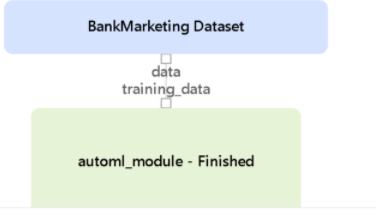 BankMarketing Dataset
data
training_data
automl_module - Finished